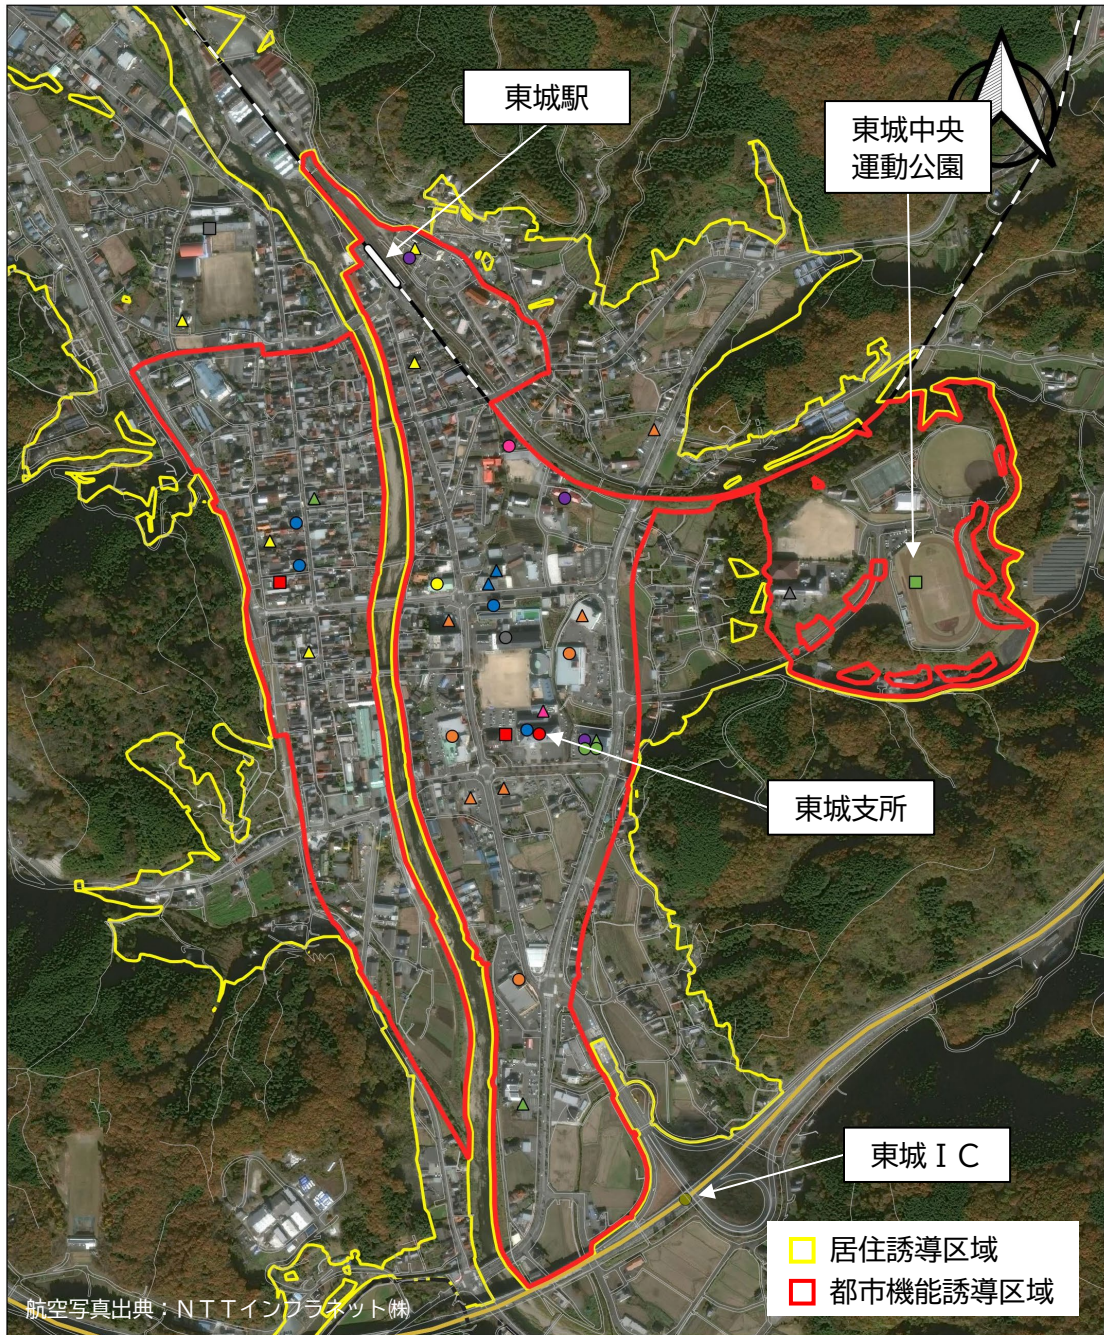 東城駅
東城中央
運動公園
東城支所
東城ＩＣ
居住誘導区域
都市機能誘導区域
航空写真出典：ＮＴＴインフラネット㈱